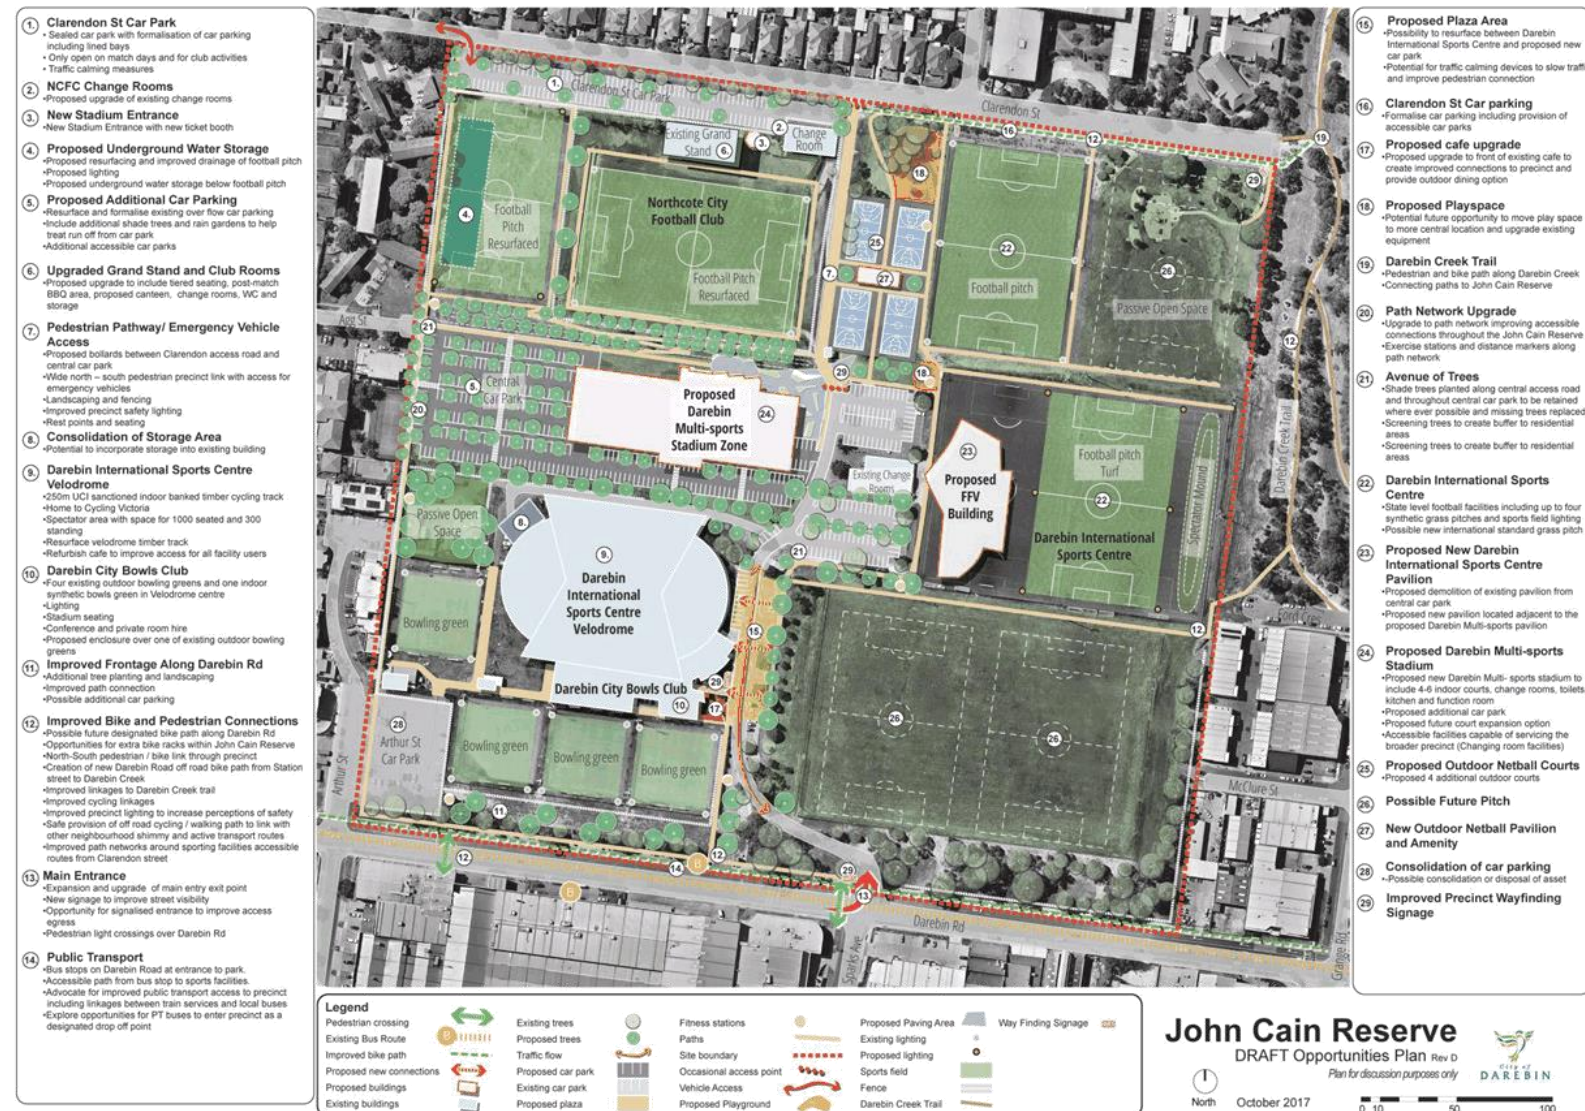 1. Clarendon St Car Park
• Sealed car park with formalisation of car parking
including lined bays
• Only open on match days and for club activities
• Traffic calming measures
2. NCFC Change Rooms
•Proposed upgrade of existing change rooms
3. New Stadium Entrance
•New Stadium Entrance with new ticket booth
4. Proposed Underground Water Storage
•Proposed resurfacing and improved drainage of football pitch
•Proposed lighting
•Proposed underground water storage below football pitch
5. Proposed Additional Car Parking
•Resurface and formalise existing over flow car parking
•Include additional shade trees and rain gardens to help
treat run off from car park
•Additional accessible car parks
6. Upgraded Grand Stand and Club Rooms
•Proposed upgrade to include tiered seating, post-match
BBQ area, proposed canteen, change rooms, WC and
storage
7. Pedestrian Pathway/ Emergency Vehicle
Access
•Proposed bollards between Clarendon access road and
central car park
•Wide north – south pedestrian precinct link with access for
emergency vehicles
•Landscaping and fencing
•Improved precinct safety lighting
•Rest points and seating
8. Consolidation of Storage Area
•Potential to incorporate storage into existing building
9. Darebin International Sports Centre
Velodrome
•250m UCI sanctioned indoor banked timber cycling track
•Home to Cycling Victoria
•Spectator area with space for 1000 seated and 300
standing
•Resurface velodrome timber track
•Refurbish cafe to improve access for all facility users
10. Darebin City Bowls Club
•Four existing outdoor bowling greens and one indoor
synthetic bowls green in Velodrome centre
•Lighting
•Stadium seating
•Conference and private room hire
•Proposed enclosure over one of existing outdoor bowling
greens
11. Improved Frontage Along Darebin Rd
•Additional tree planting and landscaping
•Improved path connection
•Possible additional car parking
12. Improved Bike and Pedestrian Connections
•Possible future designated bike path along Darebin Rd
•Opportunities for extra bike racks within John Cain Reserve
•North-South pedestrian / bike link through precinct
•Creation of new Darebin Road off road bike path from Station
street to Darebin Creek
•Improved linkages to Darebin Creek trail
•Improved cycling linkages
•Improved precinct lighting to increase perceptions of safety
•Safe provision of off road cycling / walking path to link with
other neighbourhood shimmy and active transport routes
•Improved path networks around sporting facilities accessible
routes from Clarendon street
13. Main Entrance
•Expansion and upgrade of main entry exit point
•New signage to improve street visibility
•Opportunity for signalised entrance to improve access
egress
•Pedestrian light crossings over Darebin Rd
14. Public Transport
•Bus stops on Darebin Road at entrance to park.
•Accessible path from bus stop to sports facilities.
•Advocate for improved public transport access to precinct
including linkages between train services and local buses
•Explore opportunities for PT buses to enter precinct as a
designated drop off point
Clarendon St Car Park
Clarendon St
Existing Grand
Stand
Change
Room
Northcote City
Football Club
Football
Pitch
Resurfaced
Football Pitch
Resurfaced
Football pitch
Passive Open Space
Agg St
Central
Car Park
Proposed
Darebin
Multi-sports
Stadium Zone
Existing Change
Rooms
Proposed
FFV
Building
Football pitch
Turf
Darebin International
Sports Centre
Spectator Mound
Darebin Creek Trail
Passive Open
Space
Darebin
International
Sports Centre
Velodrome
Bowling green
Darebin City Bowls Club
Arthur St
Car Park
Arthur St
Bowling green
Bowling green
Bowling green
Ford Cres
McClure St
Darebin Rd
Sparks Ave
Grange Rd
15. Proposed Plaza Area
•Possibility to resurface between Darebin
International Sports Centre and proposed new
car park
•Potential for traffic calming devices to slow traffi
and improve pedestrian connection
16. Clarendon St Car parking
•Formalise car parking including provision of
accessible car parks
17. Proposed cafe upgrade
•Proposed upgrade to front of existing cafe to
create improved connections to precinct and
provide outdoor dining option
18. Proposed Playspace
•Potential future opportunity to move play space
to more central location and upgrade existing
equipment
19. Darebin Creek Trail
•Pedestrian and bike path along Darebin Creek
•Connecting paths to John Cain Reserve
20. Path Network Upgrade
•Upgrade to path network improving accessible
connections throughout the John Cain Reserve
•Exercise stations and distance markers along
path network
21. Avenue of Trees
•Shade trees planted along central access road
and throughout central car park to be retained
where ever possible and missing trees replaced
•Screening trees to create buffer to residential
areas
•Screening trees to create buffer to residential
areas
22. Darebin International Sports
Centre
•State level football facilities including up to four
synthetic grass pitches and sports field lighting
•Possible new international standard grass pitch
23. Proposed New Darebin
International Sports Centre
Pavilion
•Proposed demolition of existing pavilion from
central car park
•Proposed new pavilion located adjacent to the
proposed Darebin Multi-sports pavilion
24. Proposed Darebin Multi-sports
Stadium
•Proposed new Darebin Multi- sports stadium to
include 4-6 indoor courts, change rooms, toilets
kitchen and function room
•Proposed additional car park
•Proposed future court expansion option
•Accessible facilities capable of servicing the
broader precinct (Changing room facilities)
25. Proposed Outdoor Netball Courts
•Proposed 4 additional outdoor courts
26. Possible Future Pitch
27. New Outdoor Netball Pavilion
and Amenity
28. Consolidation of car parking
•-Possible consolidation or disposal of asset
29. Improved Precinct Wayfinding
Signage
Legend
Pedestrian crossing
Existing Bus Route
Improved bike path
Proposed new connections
Proposed buildings
Existing buildings
Existing trees
Proposed trees
Traffic flow
Proposed car park
Existing car park
Proposed plaza
Fitness stations
Paths
Site boundary
Occasional access point
Vehicle Access
Proposed Playground
Proposed Paving Area
Existing lighting
Proposed lighting
Sports field
Fence
Darebin Creek Trail
Way Finding Signage
John Cain Reserve
DRAFT Opportunities Plan Rev D
Plan for discussion purposes only
City of
DAREBIN
North
October 2017
0 10 50 100